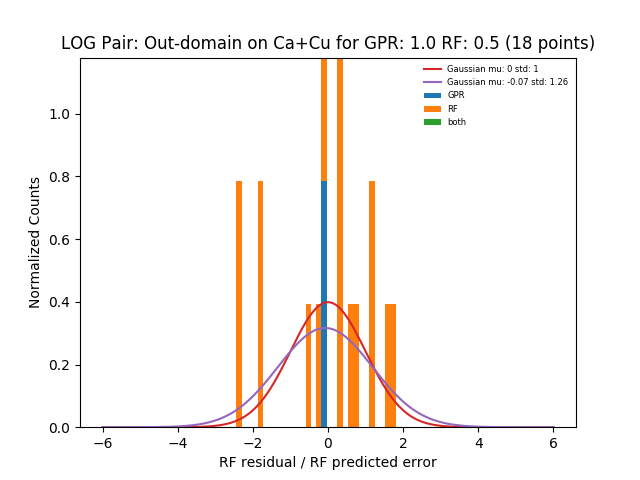 LOG Pair: Out-domain on Ca+Cu for GPR: 1.0 RF: 0.5 (18 points)
Gaussian mu: 0 std: 1
Gaussian mu: -0.07 std: 1.26
GPR
RF
both
Normalized Counts
1.0
0.8
0.6
0.4
0.2
0.0
−6 −4 −2 0 2 4 6
RF residual / RF predicted error